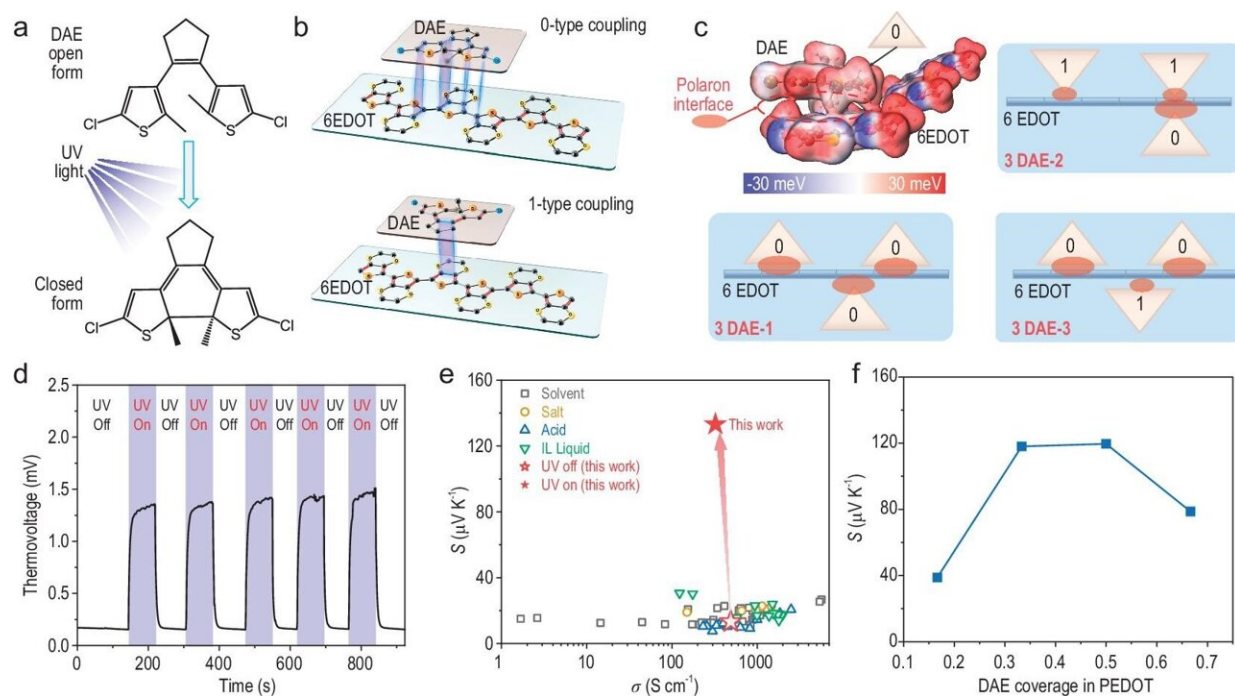 a
DAE
open
form
Cl
S
S
Cl
UV
light
Closed
form
Cl
S
S
Cl
b
DAE
0-type coupling
6EDOT
1-type coupling
DAE
6EDOT
c
DAE
0
Polaron
interface
6EDOT
-30 meV
30 meV
1
1
6 EDOT
0
3 DAE-2
0
0
6 EDOT
0
3 DAE-1
0
0
6 EDOT
1
3 DAE-3
d
Thermovoltage (mV)
2.5
2.0
1.5
1.0
0.5
0.0
UV UV UV UV UV UV UV UV UV UV UV
Off On Off On Off On Off On Off On Off
0 200 400 600 800
Time (s)
e
S (μV K⁻¹)
160
120
80
40
0
Solvent
Salt
Acid
IL Liquid
UV off (this work)
UV on (this work)
This work
1 10 100 1000
σ (S cm⁻¹)
f
S (μV K⁻¹)
160
120
80
40
0
0.1 0.2 0.3 0.4 0.5 0.6 0.7
DAE coverage in PEDOT